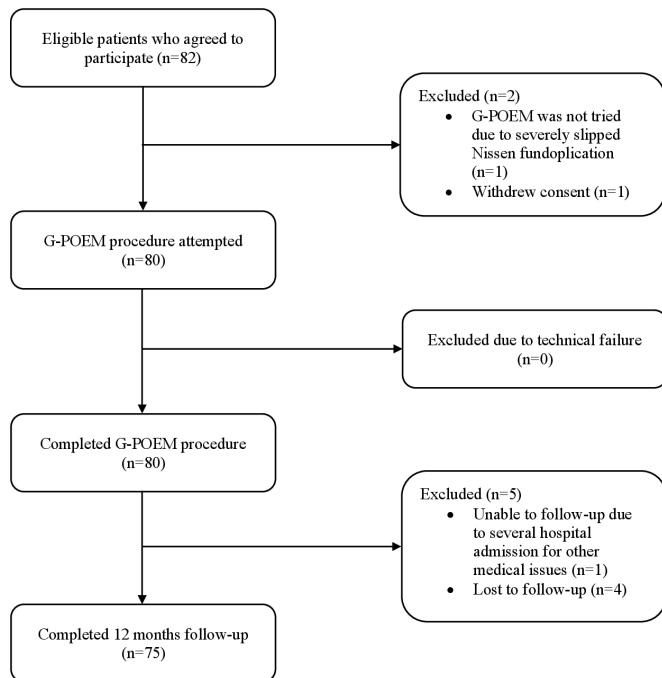 Eligible patients who agreed to
participate (n=82)
Excluded (n=2)
• G-POEM was not tried
due to severely slipped
Nissen fundoplication
(n=1)
• Withdrew consent (n=1)
G-POEM procedure attempted
(n=80)
Excluded due to technical failure
(n=0)
Completed G-POEM procedure
(n=80)
Excluded (n=5)
• Unable to follow-up due
to several hospital
admission for other
medical issues (n=1)
• Lost to follow-up (n=4)
Completed 12 months follow-up
(n=75)